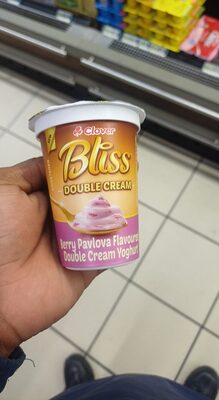 Clover
Bliss
DOUBLE CREAM
Berry Pavlova Flavoured
Double Cream Yoghurt